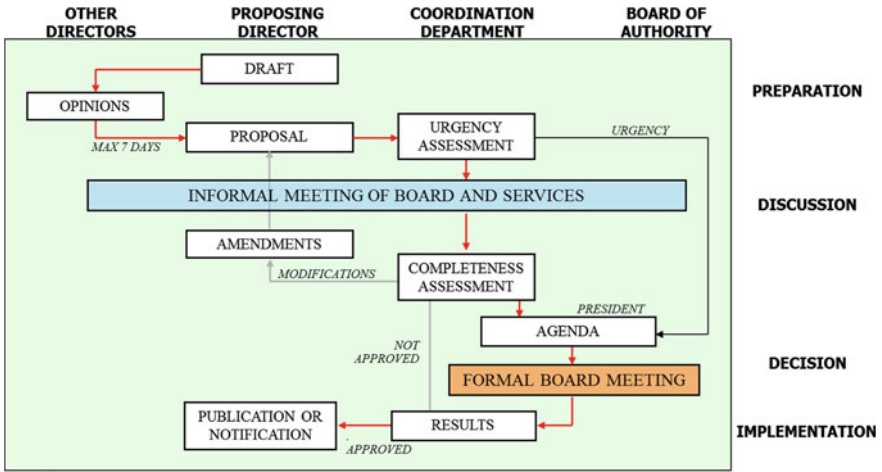 OTHER
DIRECTORS
PROPOSING
DIRECTOR
COORDINATION
DEPARTMENT
BOARD OF
AUTHORITY
DRAFT
PREPARATION
OPINIONS
MAX 7 DAYS
PROPOSAL
URGENCY
ASSESSMENT
URGENCY
INFORMAL MEETING OF BOARD AND SERVICES
DISCUSSION
AMENDMENTS
MODIFICATIONS
COMPLETENESS
ASSESSMENT
PRESIDENT
AGENDA
NOT
APPROVED
DECISION
FORMAL BOARD MEETING
PUBLICATION OR
NOTIFICATION
RESULTS
APPROVED
IMPLEMENTATION